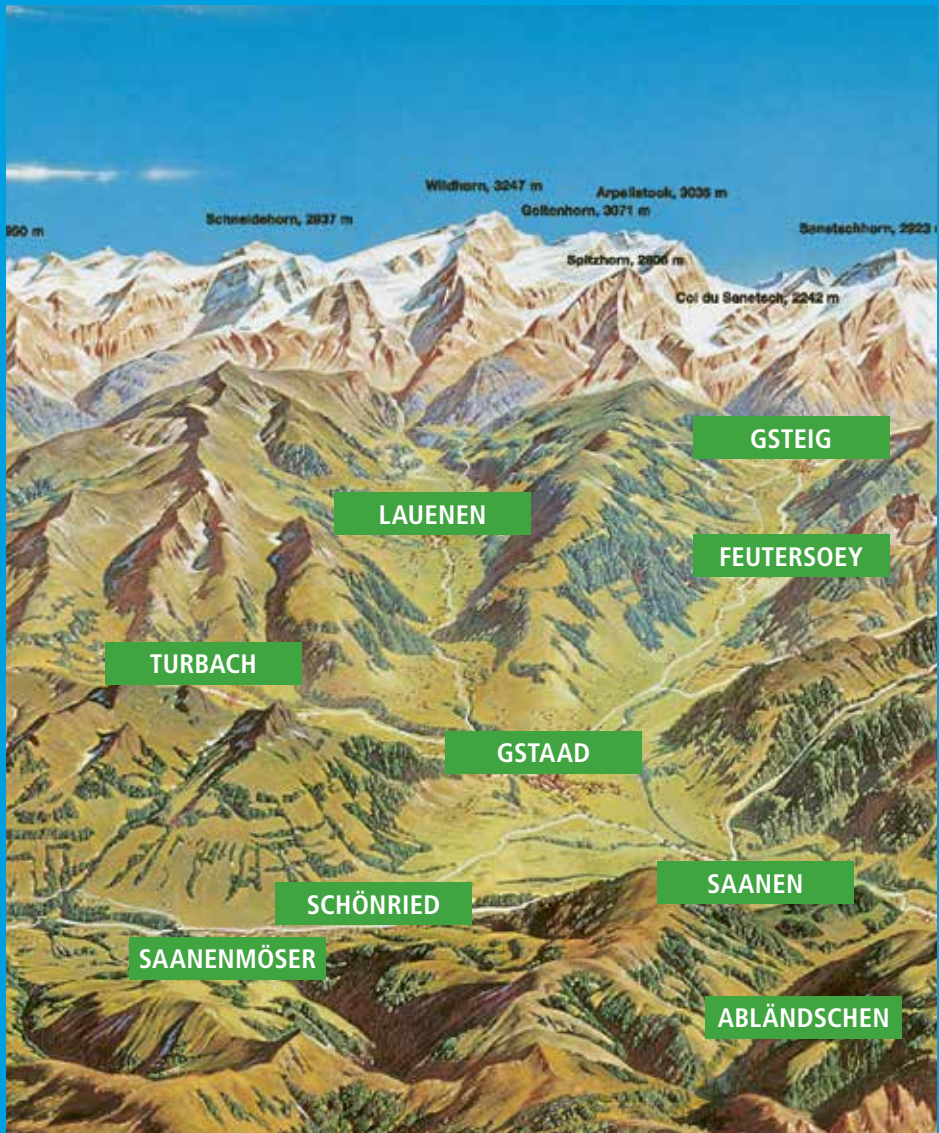 Wildhorn, 3247 m
Arpelistock, 3035 m
Geltenhorn, 3071 m
Schneidehorn, 2937 m
Sanetschhorn, 2923
950 m
Spitzhorn, 2806 m
Col du Sanetsch, 2242 m
GSTEIG
LAUENEN
FEUTERSOEY
TURBACH
GSTAAD
SAANEN
SCHÖNRIED
SAANENMÖSER
ABLÄNDSCHEN